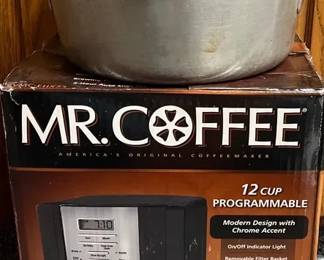 MR. COFFEE
AMERICA'S ORIGINAL COFFEEMAKER
12 CUP
PROGRAMMABLE
Modern Design with
Chrome Accent
On/Off Indicator Light
Removable Filter Basket